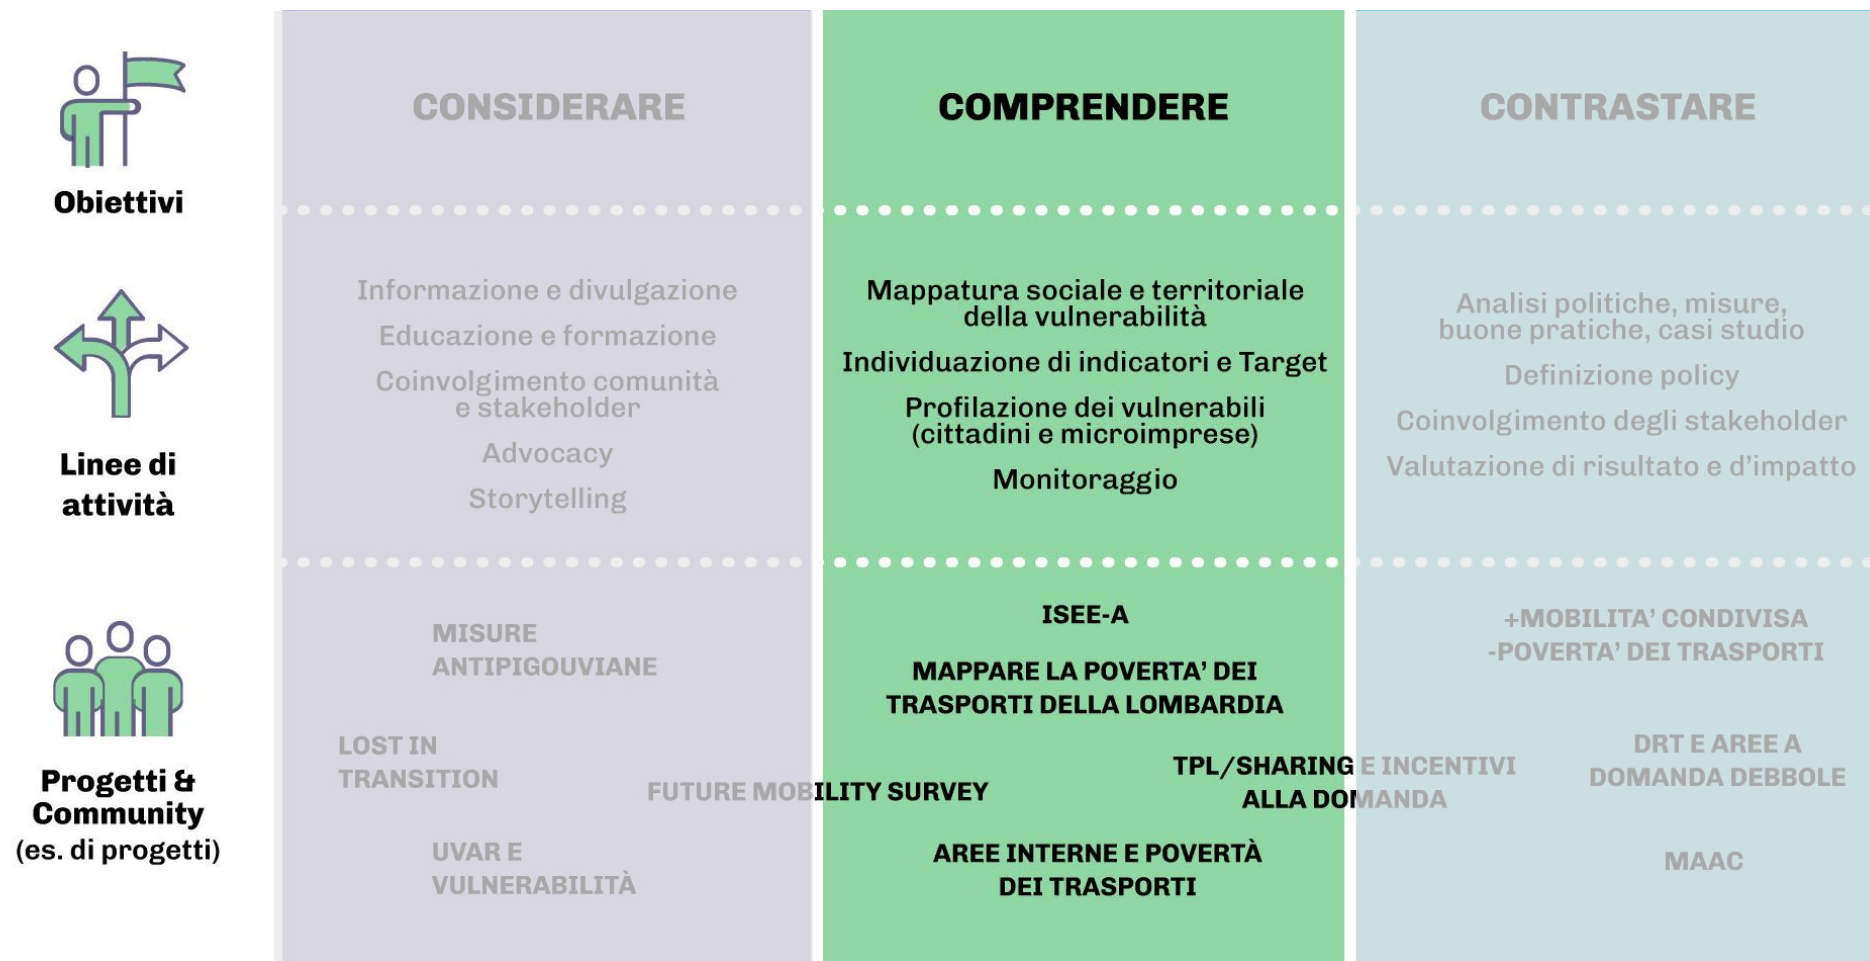 Obiettivi
CONSIDERARE
COMPRENDERE
CONTRASTARE
Linee di
attività
Informazione e divulgazione
Educazione e formazione
Coinvolgimento comunità
e stakeholder
Advocacy
Storytelling
Mappatura sociale e territoriale
della vulnerabilità
Individuazione di indicatori e Target
Profilazione dei vulnerabili
(cittadini e microimprese)
Monitoraggio
Analisi politiche, misure,
buone pratiche, casi studio
Definizione policy
Coinvolgimento degli stakeholder
Valutazione di risultato e d’impatto
Progetti &
Community
(es. di progetti)
MISURE
ANTIPIGOUVIANE
LOST IN
TRANSITION
FUTURE MOBILITY SURVEY
UVAR E
VULNERABILITÀ
ISEE-A
MAPPARE LA POVERTA’ DEI
TRASPORTI DELLA LOMBARDIA
TPL/SHARING E INCENTIVI
ALLA DOMANDA
AREE INTERNE E POVERTÀ
DEI TRASPORTI
+MOBILITA’ CONDIVISA
-POVERTA’ DEI TRASPORTI
DRT E AREE A
DOMANDA DEBBOLE
MAAC